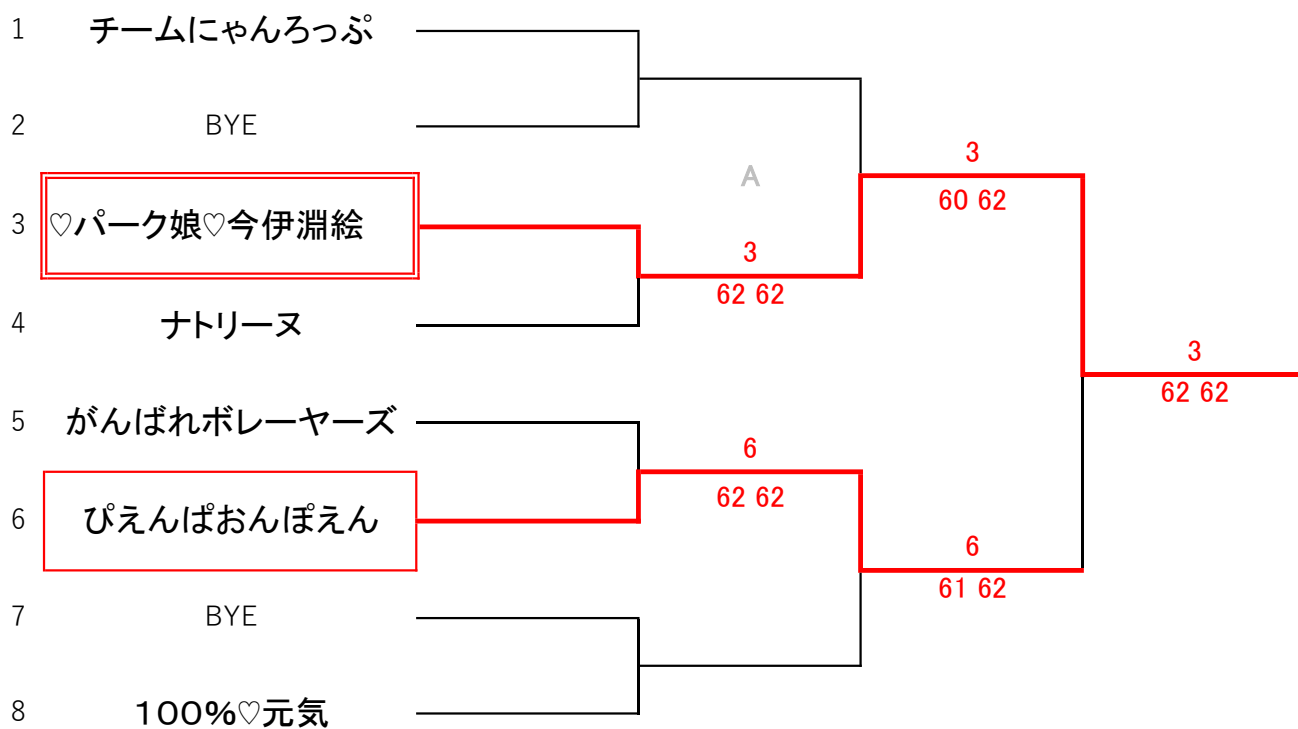 1 チームにゃんろっぷ
2 BYE
3
60 62
A
3 ♡パーク娘♡今伊淵絵
3
62 62
4 ナトリーヌ
3
62 62
5 がんばれボレーヤーズ
6
62 62
6 ぴえんぱおんぽえん
6
61 62
7 BYE
8 100%♡元気